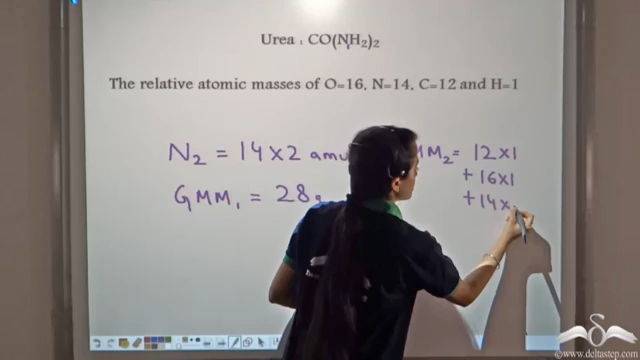 Urea : CO(NH2)2
The relative atomic masses of O=16, N=14, C=12 and H=1
N2 = 14 x 2 amu
MM2 = 12 x 1
+ 16 x 1
GMM1 = 28
+ 14 x
www.deltastep.com